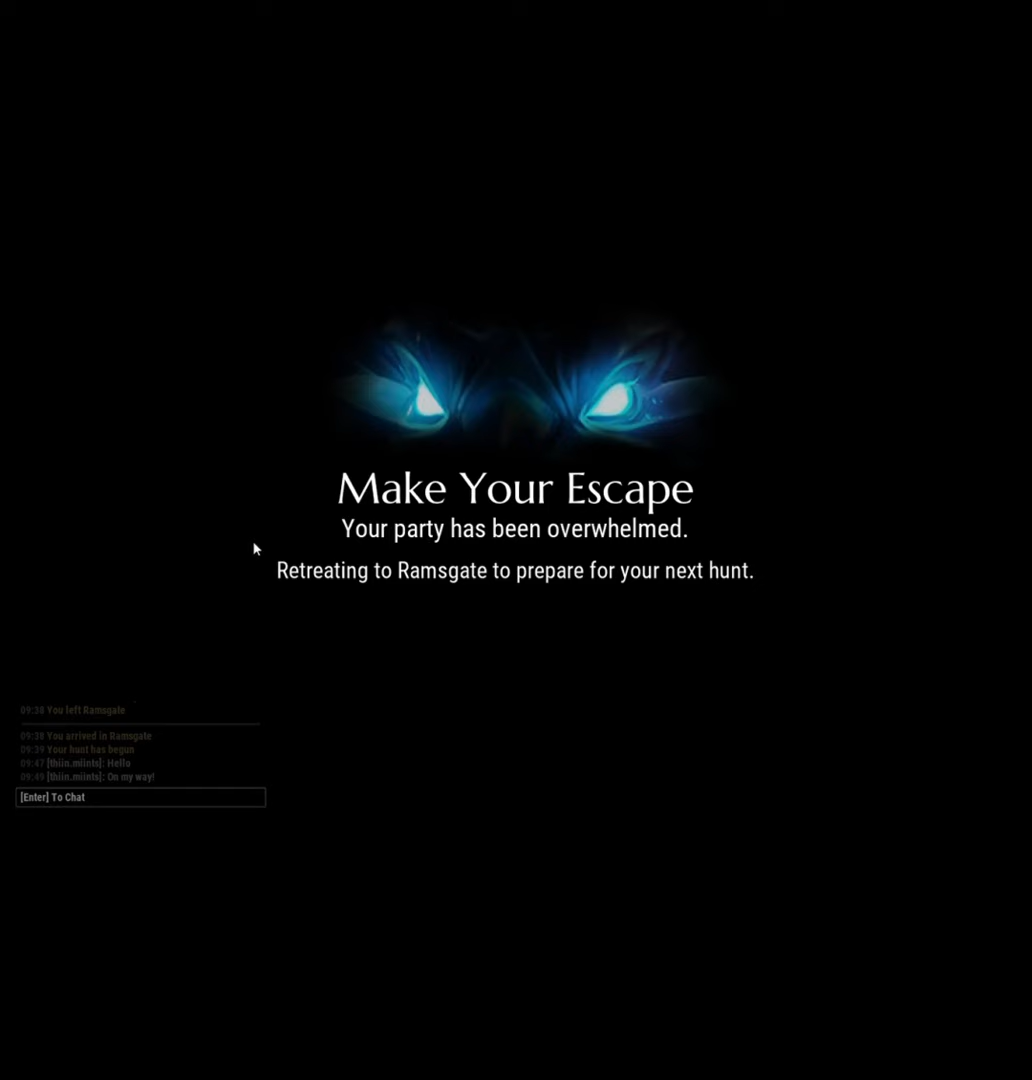 Make Your Escape
Your party has been overwhelmed.
Retreating to Ramsgate to prepare for your next hunt.
09:38 You left Ramsgate
09:39 You arrived in Ramsgate
09:39 Your hunt has begun
09:47 [thiin.miints]: Hello
09:49 [thiin.miints]: On my way!
[Enter] To Chat